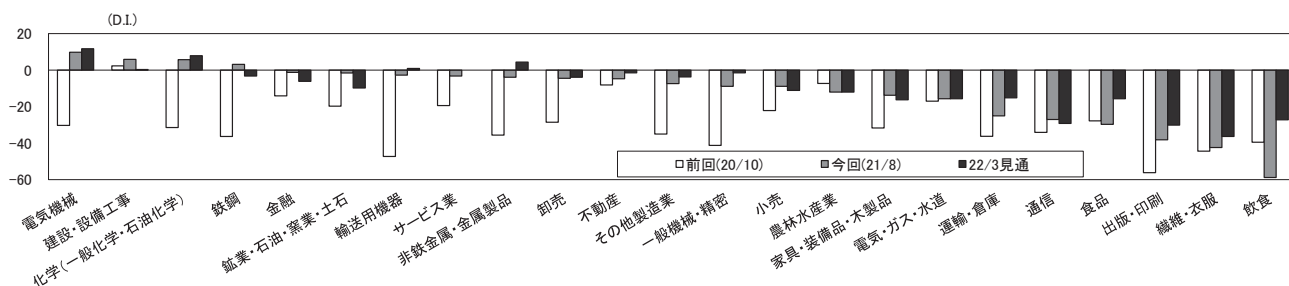 (D.I.)
20
0
−20
−40
−60
前回(20/10) 今回(21/8) 22/3見通
電気機械
建設・設備工事
化学(一般化学・石油化学)
鉄鋼
金融
鉱業・石油・窯業・土石
輸送用機器
サービス業
非鉄金属・金属製品
卸売
不動産
その他製造業
一般機械・精密
小売
農林水産業
家具・装備品・木製品
電気・ガス・水道
運輸・倉庫
通信
食品
出版・印刷
繊維・衣服
飲食